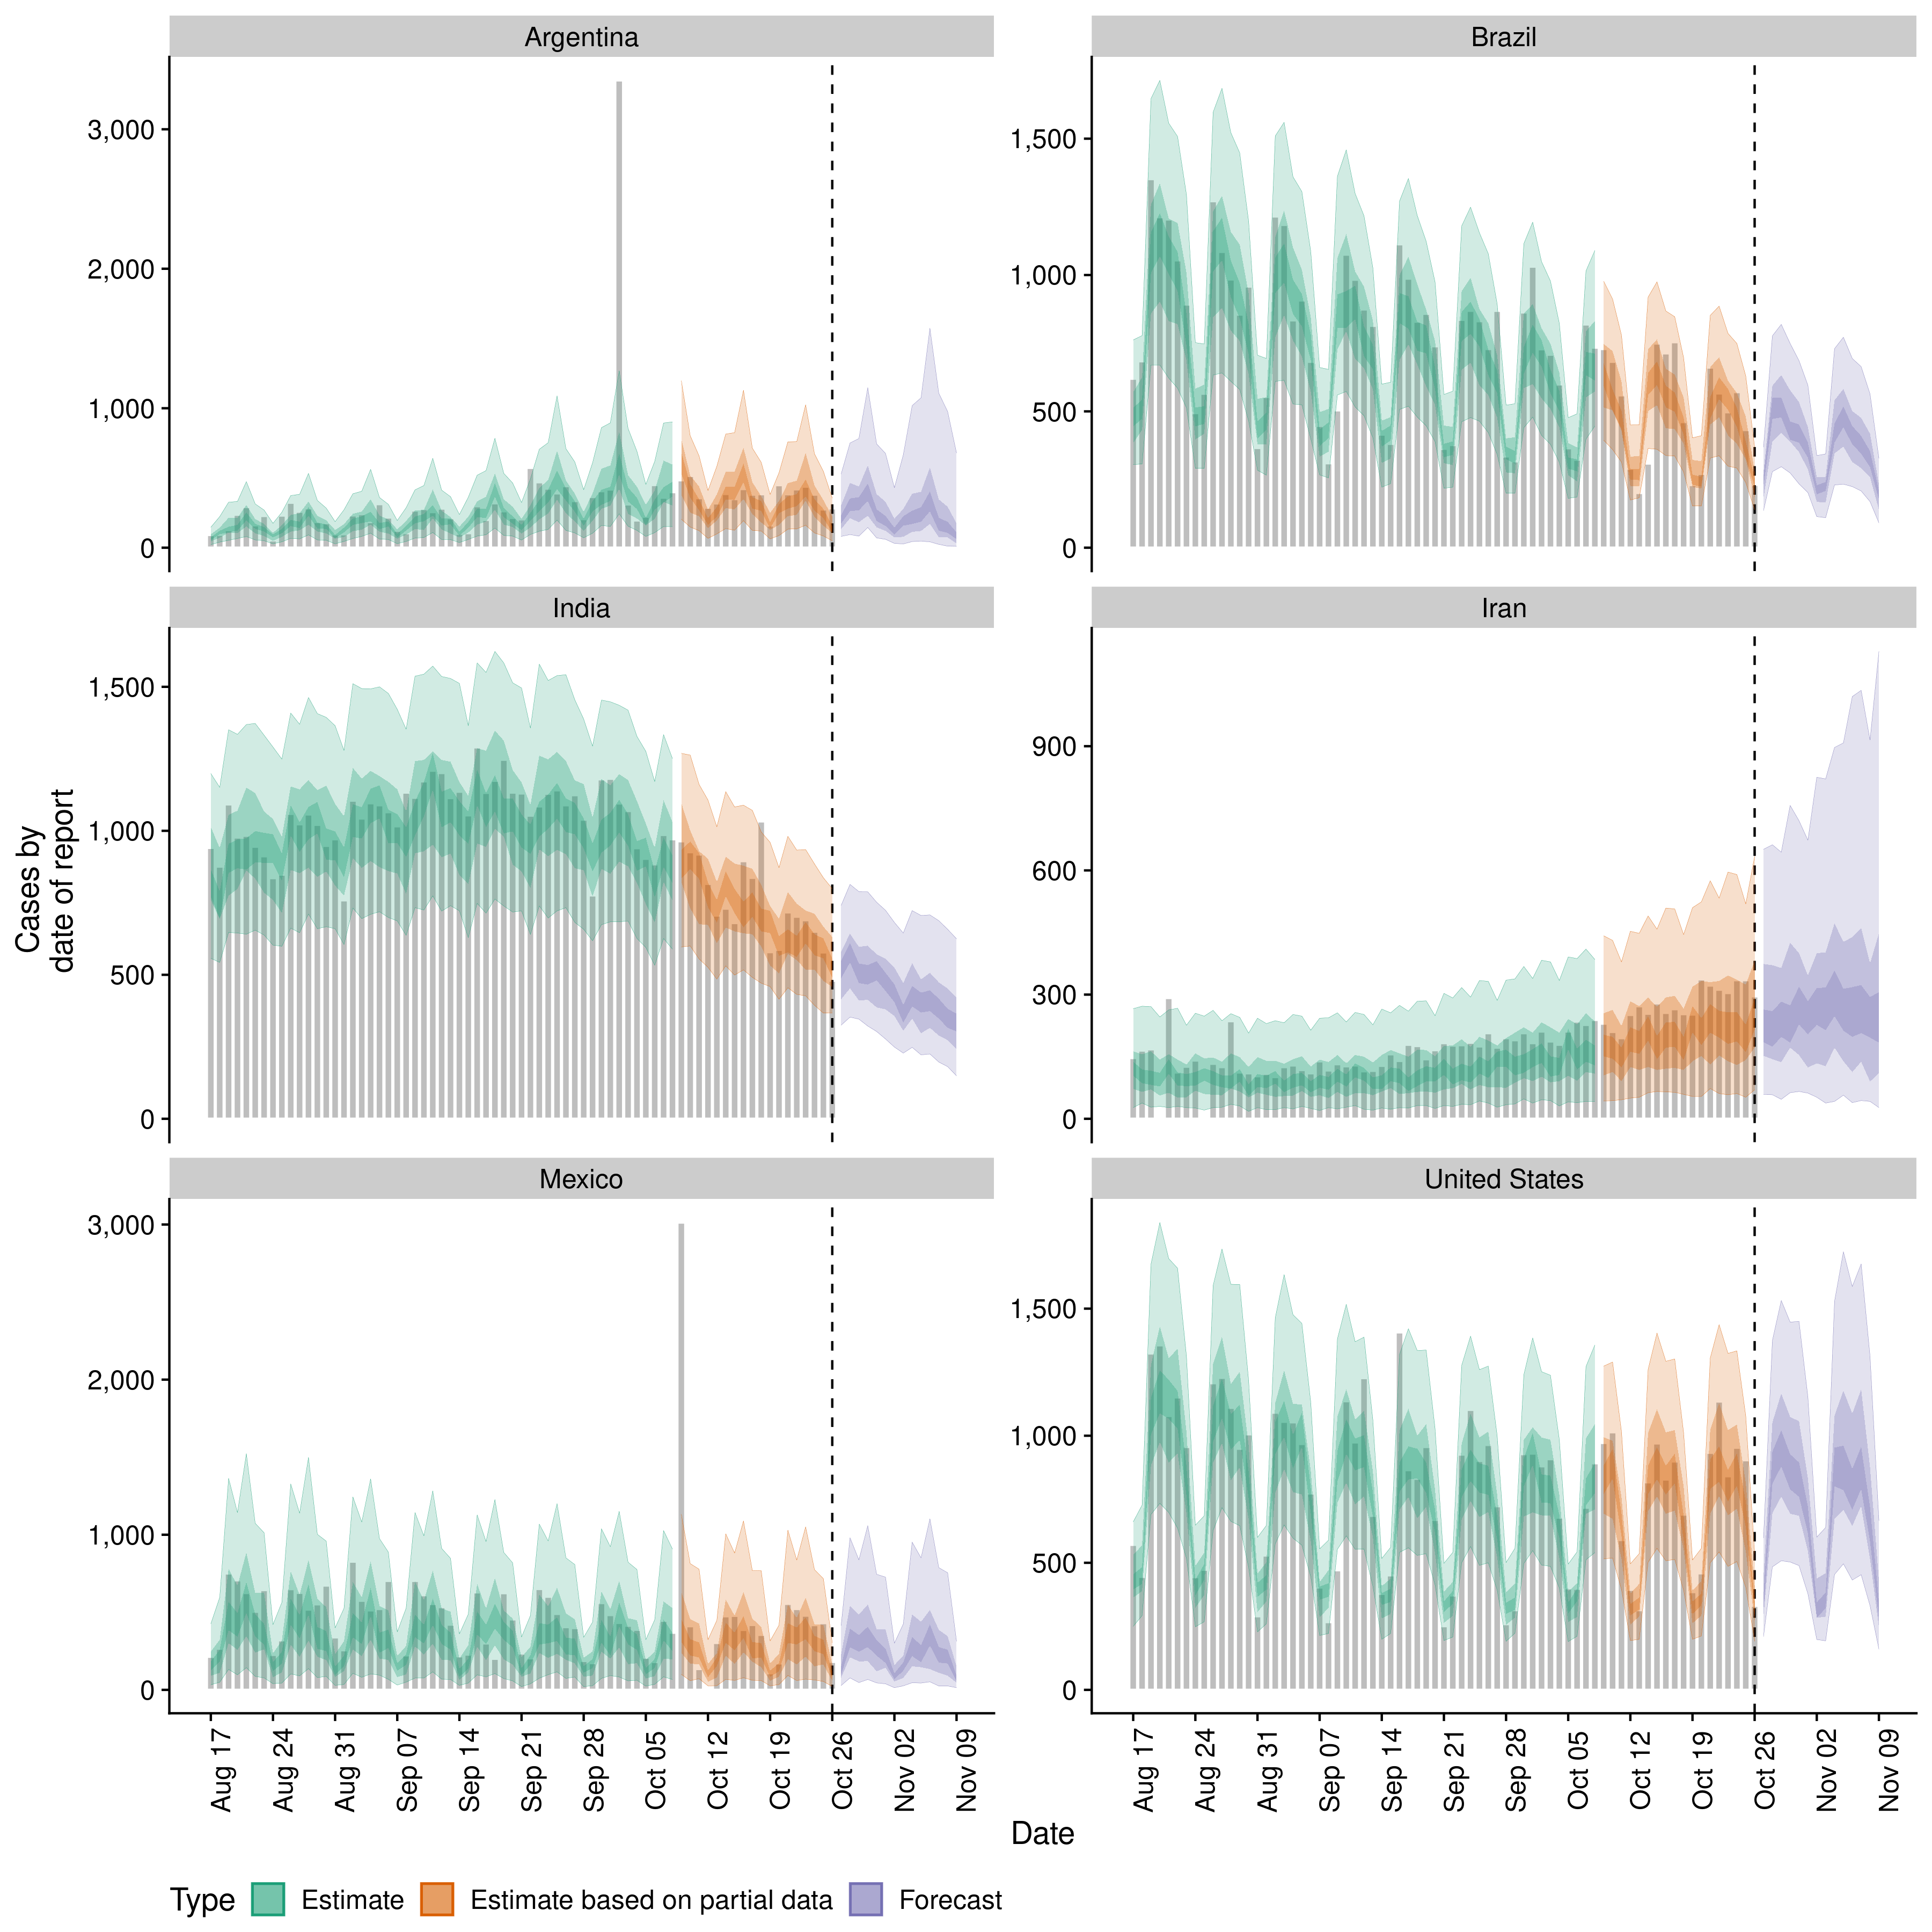 Argentina
Brazil
3,000
2,000
1,000
0
1,500
1,000
500
0
India
Iran
1,500
1,000
500
0
900
600
300
0
Cases by
date of report
Mexico
United States
3,000
2,000
1,000
0
1,500
1,000
500
0
Aug 17
Aug 24
Aug 31
Sep 07
Sep 14
Sep 21
Sep 28
Oct 05
Oct 12
Oct 19
Oct 26
Nov 02
Nov 09
Aug 17
Aug 24
Aug 31
Sep 07
Sep 14
Sep 21
Sep 28
Oct 05
Oct 12
Oct 19
Oct 26
Nov 02
Nov 09
Date
Type Estimate Estimate based on partial data Forecast